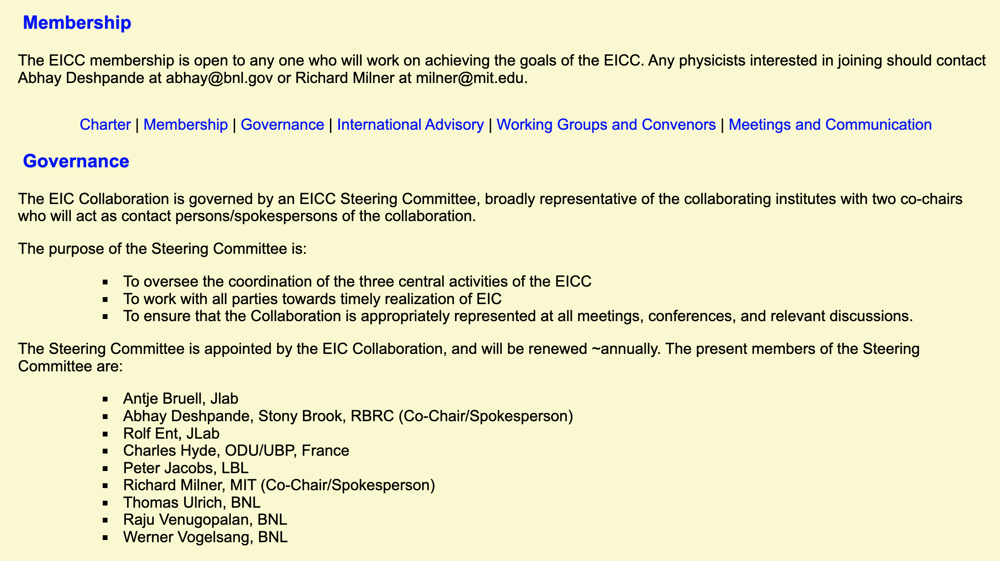 Membership
The EICC membership is open to any one who will work on achieving the goals of the EICC. Any physicists interested in joining should contact
Abhay Deshpande at abhay@bnl.gov or Richard Milner at milner@mit.edu.
Charter | Membership | Governance | International Advisory | Working Groups and Convenors | Meetings and Communication
Governance
The EIC Collaboration is governed by an EICC Steering Committee, broadly representative of the collaborating institutes with two co-chairs
who will act as contact persons/spokespersons of the collaboration.
The purpose of the Steering Committee is:
▪ To oversee the coordination of the three central activities of the EICC
▪ To work with all parties towards timely realization of EIC
▪ To ensure that the Collaboration is appropriately represented at all meetings, conferences, and relevant discussions.
The Steering Committee is appointed by the EIC Collaboration, and will be renewed ~annually. The present members of the Steering
Committee are:
▪ Antje Bruell, Jlab
▪ Abhay Deshpande, Stony Brook, RBRC (Co-Chair/Spokesperson)
▪ Rolf Ent, JLab
▪ Charles Hyde, ODU/UBP, France
▪ Peter Jacobs, LBL
▪ Richard Milner, MIT (Co-Chair/Spokesperson)
▪ Thomas Ulrich, BNL
▪ Raju Venugopalan, BNL
▪ Werner Vogelsang, BNL